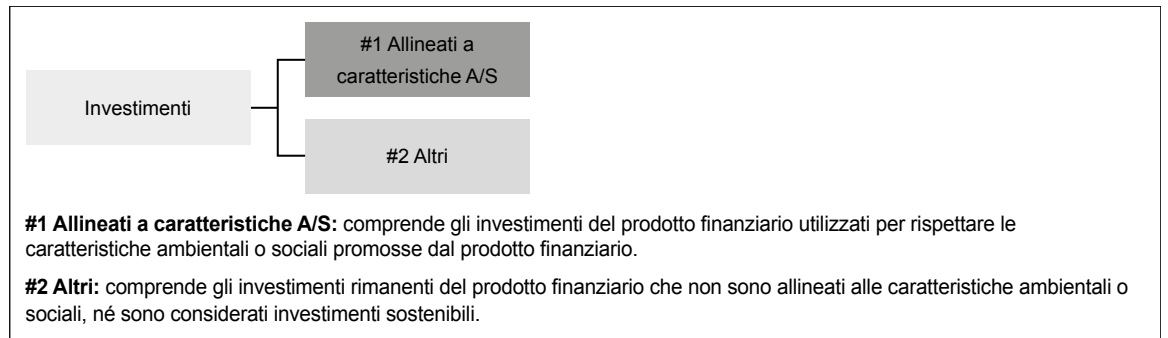 #1 Allineati a
caratteristiche A/S
Investimenti
#2 Altri
#1 Allineati a caratteristiche A/S: comprende gli investimenti del prodotto finanziario utilizzati per rispettare le
caratteristiche ambientali o sociali promosse dal prodotto finanziario.
#2 Altri: comprende gli investimenti rimanenti del prodotto finanziario che non sono allineati alle caratteristiche ambientali o
sociali, né sono considerati investimenti sostenibili.